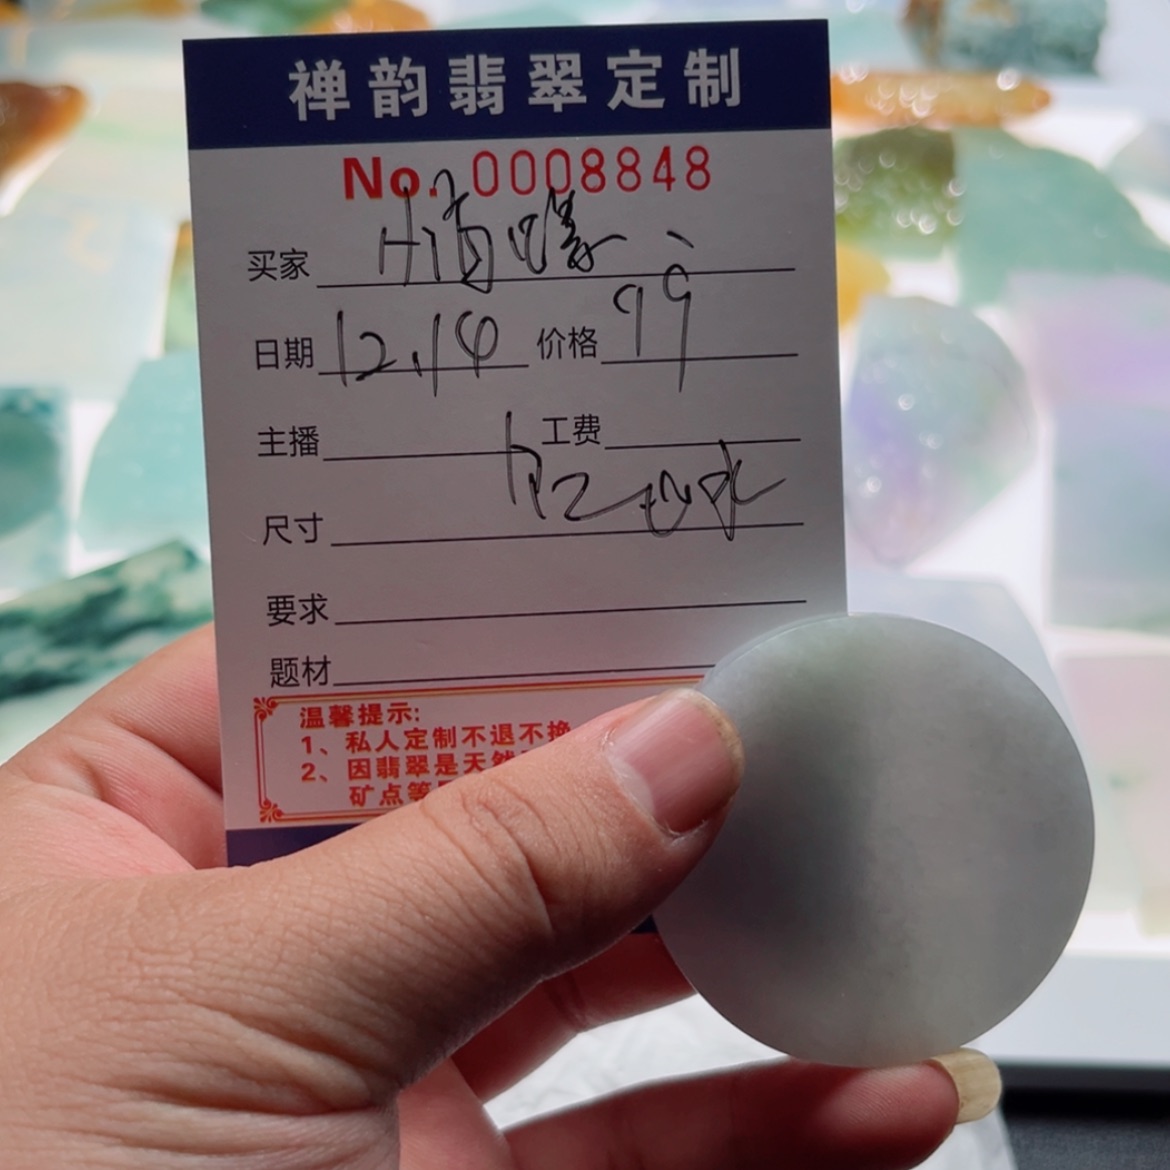 禅韵翡翠定制
No. 0008848
买家
日期 12.14 价格 99
主播 工费
尺寸
要求
题材
温馨提示:
1、私人定制不退不换
2、因翡翠是天然
矿点等